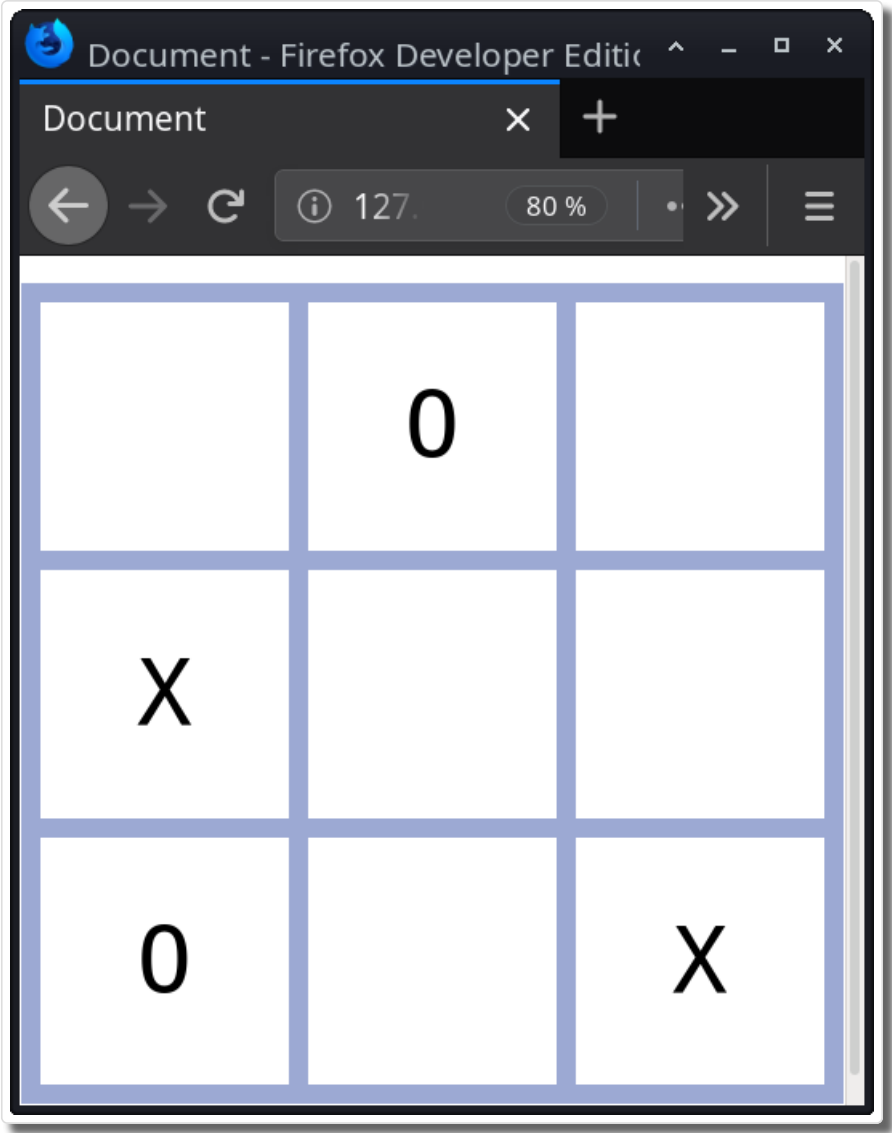 Document - Firefox Developer Editic
Document
127.
80 %
0
X
0
X